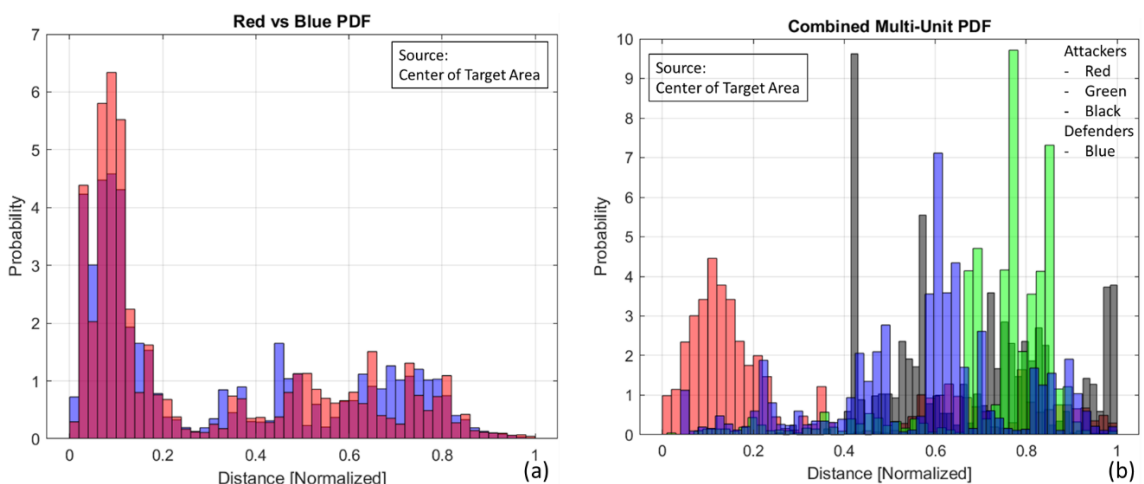 Red vs Blue PDF
7
6
5
4
3
2
1
0
Probability
Source:
Center of Target Area
0
0.2
0.4
0.6
0.8
1
Distance [Normalized]
(a)
Combined Multi-Unit PDF
10
9
8
7
6
5
4
3
2
1
0
Probability
Source:
Center of Target Area
Attackers
- Red
- Green
- Black
Defenders
- Blue
0
0.2
0.4
0.6
0.8
1
Distance [Normalized]
(b)